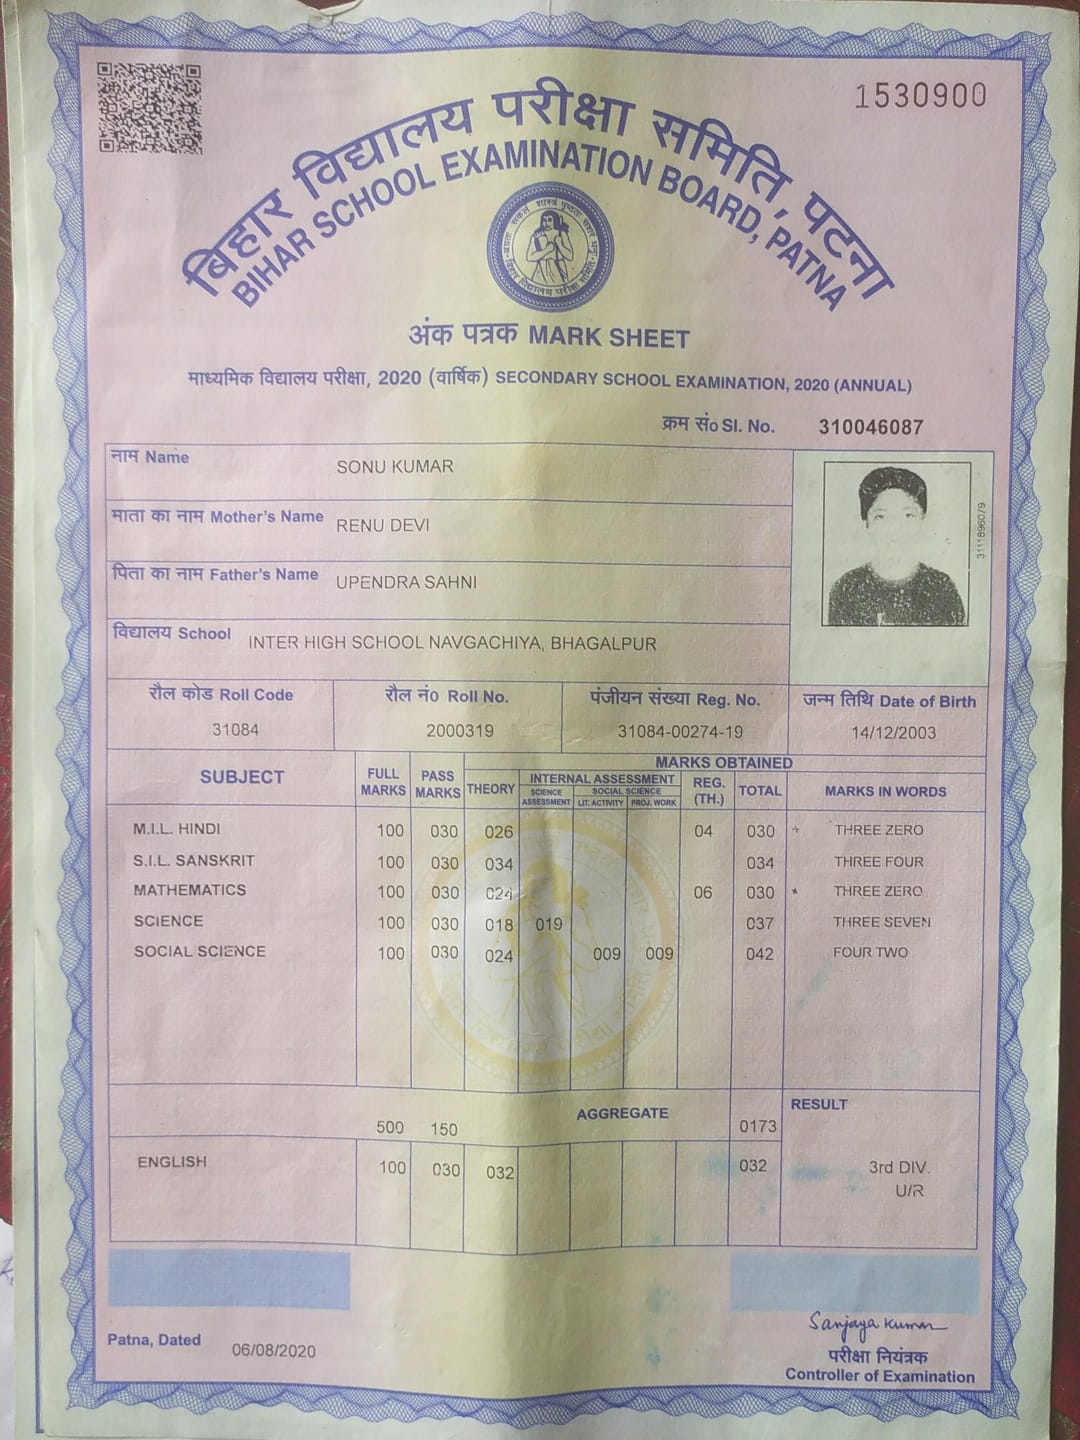 1530900
बिहार विद्यालय परीक्षा समिति, पटना
BIHAR SCHOOL EXAMINATION BOARD, PATNA
अंक पत्रक MARK SHEET
माध्यमिक विद्यालय परीक्षा, 2020 (वार्षिक) SECONDARY SCHOOL EXAMINATION, 2020 (ANNUAL)
क्रम सं० Sl. No. 310046087
नाम Name SONU KUMAR
माता का नाम Mother's Name RENU DEVI
पिता का नाम Father's Name UPENDRA SAHNI
विद्यालय School INTER HIGH SCHOOL NAVGACHIYA, BHAGALPUR
रौल कोड Roll Code रौल नं० Roll No. पंजीयन संख्या Reg. No. जन्म तिथि Date of Birth
31084 2000319 31084-00274-19 14/12/2003
SUBJECT FULL MARKS PASS MARKS MARKS OBTAINED
THEORY INTERNAL ASSESSMENT REG. (TH.) TOTAL MARKS IN WORDS
SCIENCE ASSESSMENT SOCIAL SCIENCE
LIT. ACTIVITY PROJ. WORK
M.I.L. HINDI 100 030 026 04 030 * THREE ZERO
S.I.L. SANSKRIT 100 030 034 034 THREE FOUR
MATHEMATICS 100 030 024 06 030 * THREE ZERO
SCIENCE 100 030 018 019 037 THREE SEVEN
SOCIAL SCIENCE 100 030 024 009 009 042 FOUR TWO
AGGREGATE RESULT
500 150 0173
ENGLISH 100 030 032 032 3rd DIV.
U/R
Patna, Dated 06/08/2020
Sanjaya Kumar
परीक्षा नियंत्रक
Controller of Examination